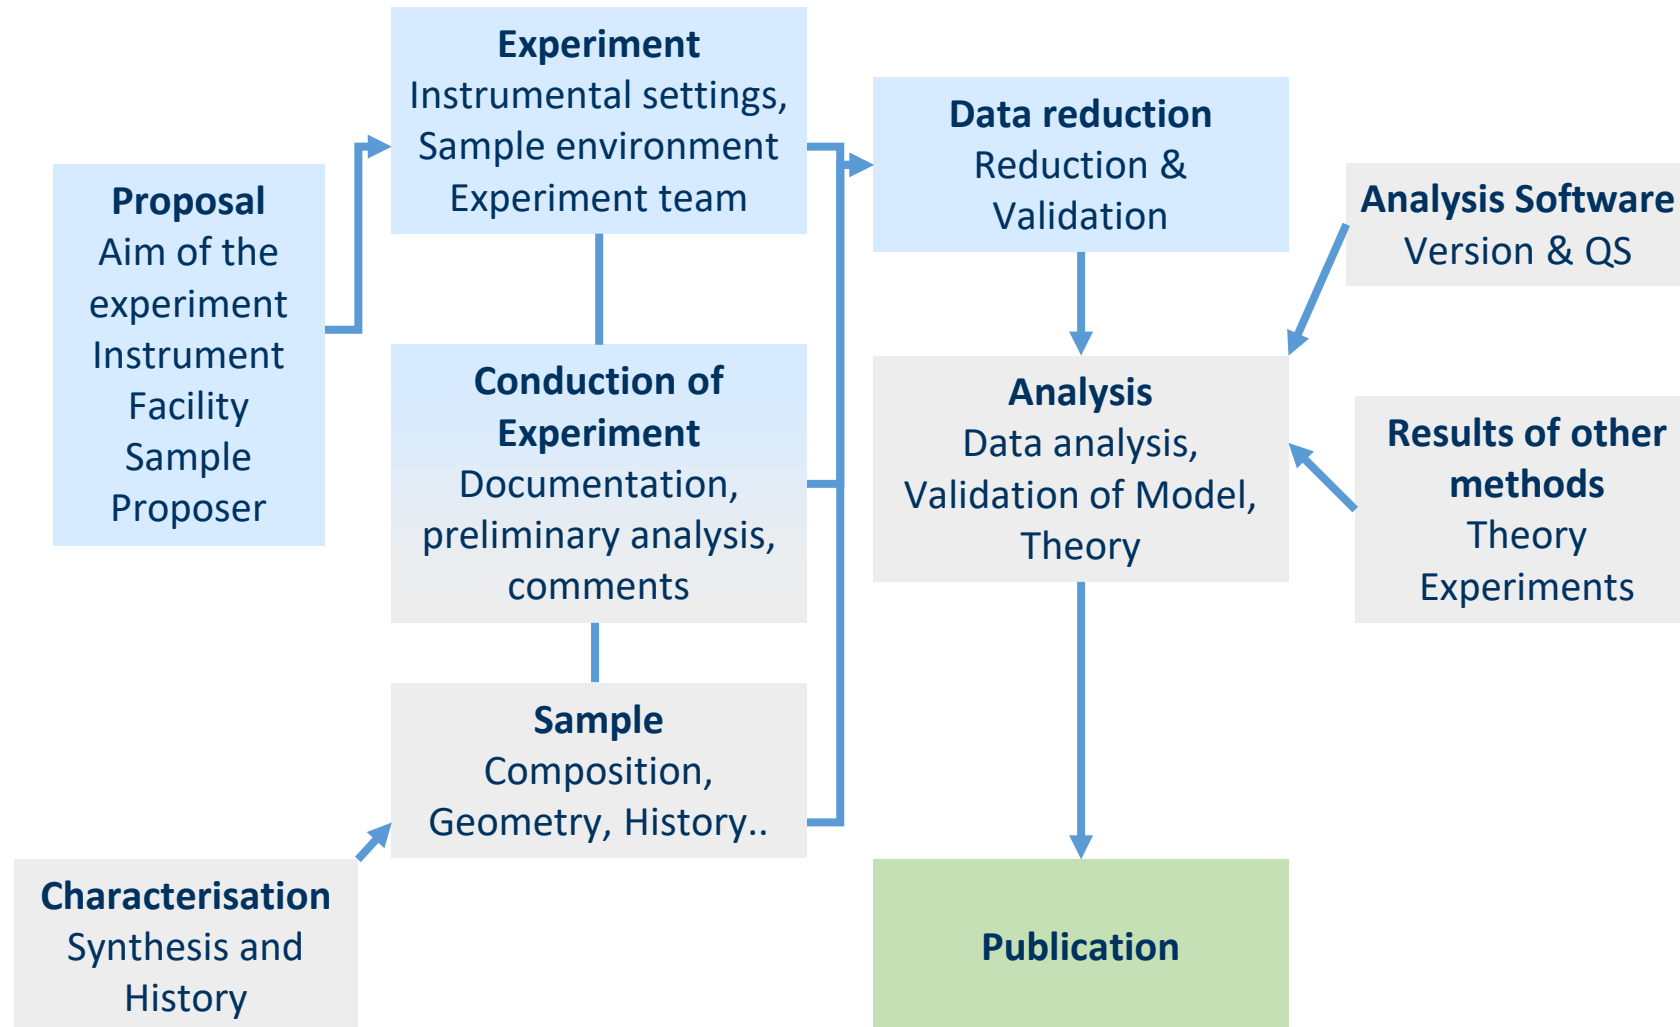 Proposal
Aim of the
experiment
Instrument
Facility
Sample
Proposer
Experiment
Instrumental settings,
Sample environment
Experiment team
Conduction of
Experiment
Documentation,
preliminary analysis,
comments
Sample
Composition,
Geometry, History..
Characterisation
Synthesis and
History
Data reduction
Reduction &
Validation
Analysis
Data analysis,
Validation of Model,
Theory
Publication
Analysis Software
Version & QS
Results of other
methods
Theory
Experiments